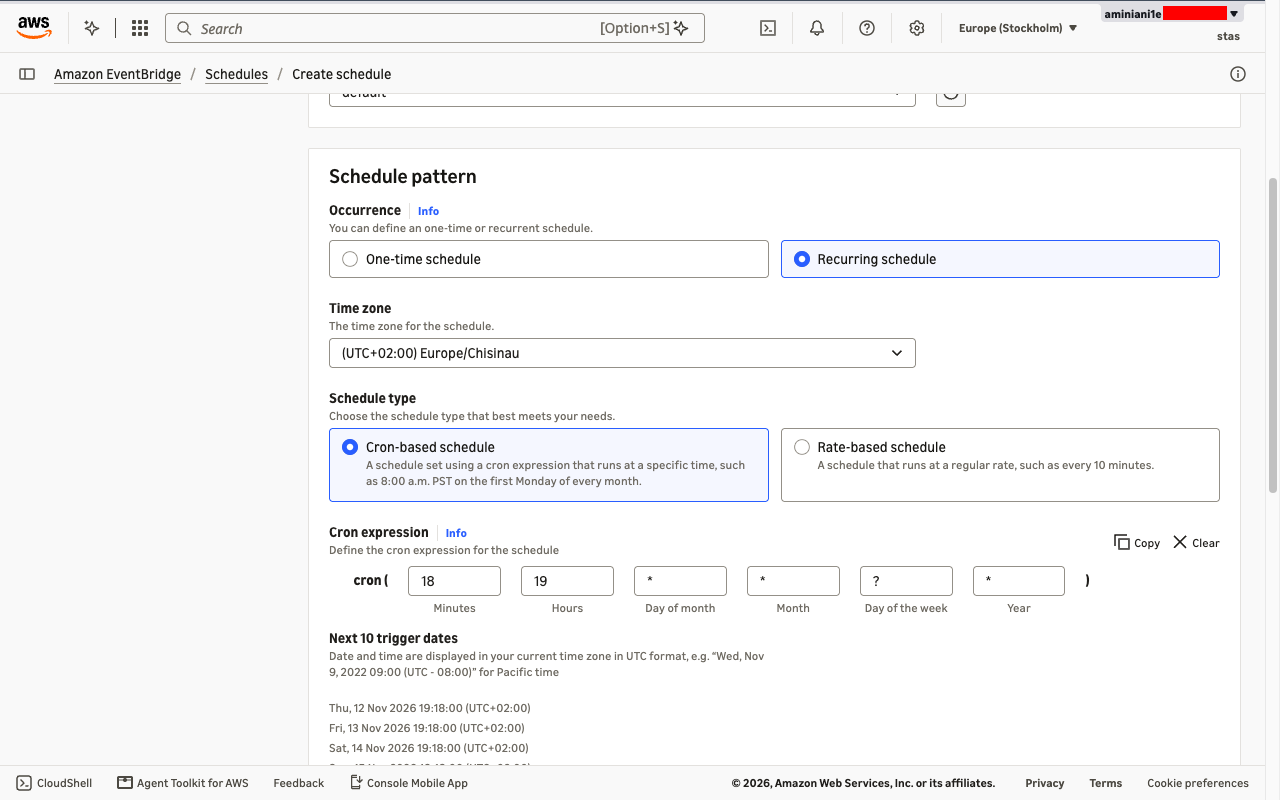 aws
Search
[Option+S]
Europe (Stockholm)
aminiani1e
stas
Amazon EventBridge / Schedules / Create schedule
default
Schedule pattern
Occurrence Info
You can define an one-time or recurrent schedule.
One-time schedule
Recurring schedule
Time zone
The time zone for the schedule.
(UTC+02:00) Europe/Chisinau
Schedule type
Choose the schedule type that best meets your needs.
Cron-based schedule
A schedule set using a cron expression that runs at a specific time, such
as 8:00 a.m. PST on the first Monday of every month.
Rate-based schedule
A schedule that runs at a regular rate, such as every 10 minutes.
Cron expression Info
Define the cron expression for the schedule
Copy Clear
cron ( 18 19 * * ? * )
Minutes Hours Day of month Month Day of the week Year
Next 10 trigger dates
Date and time are displayed in your current time zone in UTC format, e.g. “Wed, Nov
9, 2022 09:00 (UTC - 08:00)” for Pacific time
Thu, 12 Nov 2026 19:18:00 (UTC+02:00)
Fri, 13 Nov 2026 19:18:00 (UTC+02:00)
Sat, 14 Nov 2026 19:18:00 (UTC+02:00)
CloudShell Agent Toolkit for AWS Feedback Console Mobile App © 2026, Amazon Web Services, Inc. or its affiliates. Privacy Terms Cookie preferences